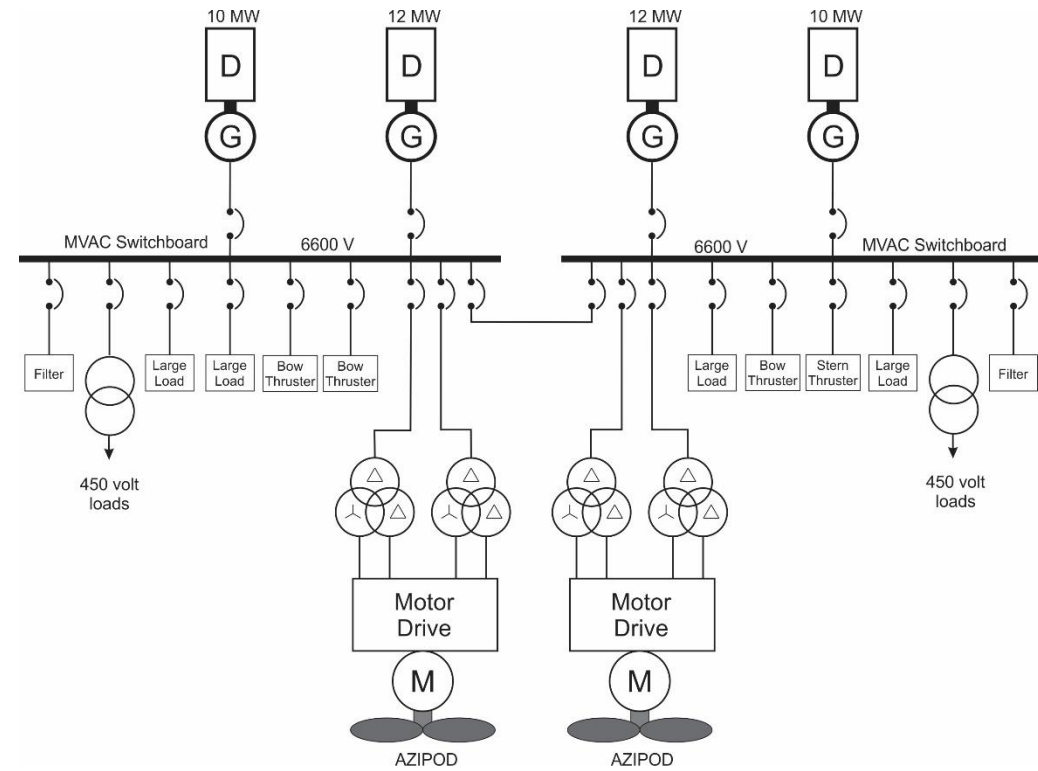 10 MW
12 MW
12 MW
10 MW
D
D
D
D
G
G
G
G
MVAC Switchboard
6600 V
6600 V
MVAC Switchboard
Filter
Large
Load
Large
Load
Bow
Thruster
Bow
Thruster
Large
Load
Bow
Thruster
Stern
Thruster
Large
Load
Filter
450 volt
loads
450 volt
loads
Motor
Drive
Motor
Drive
M
M
AZIPOD
AZIPOD